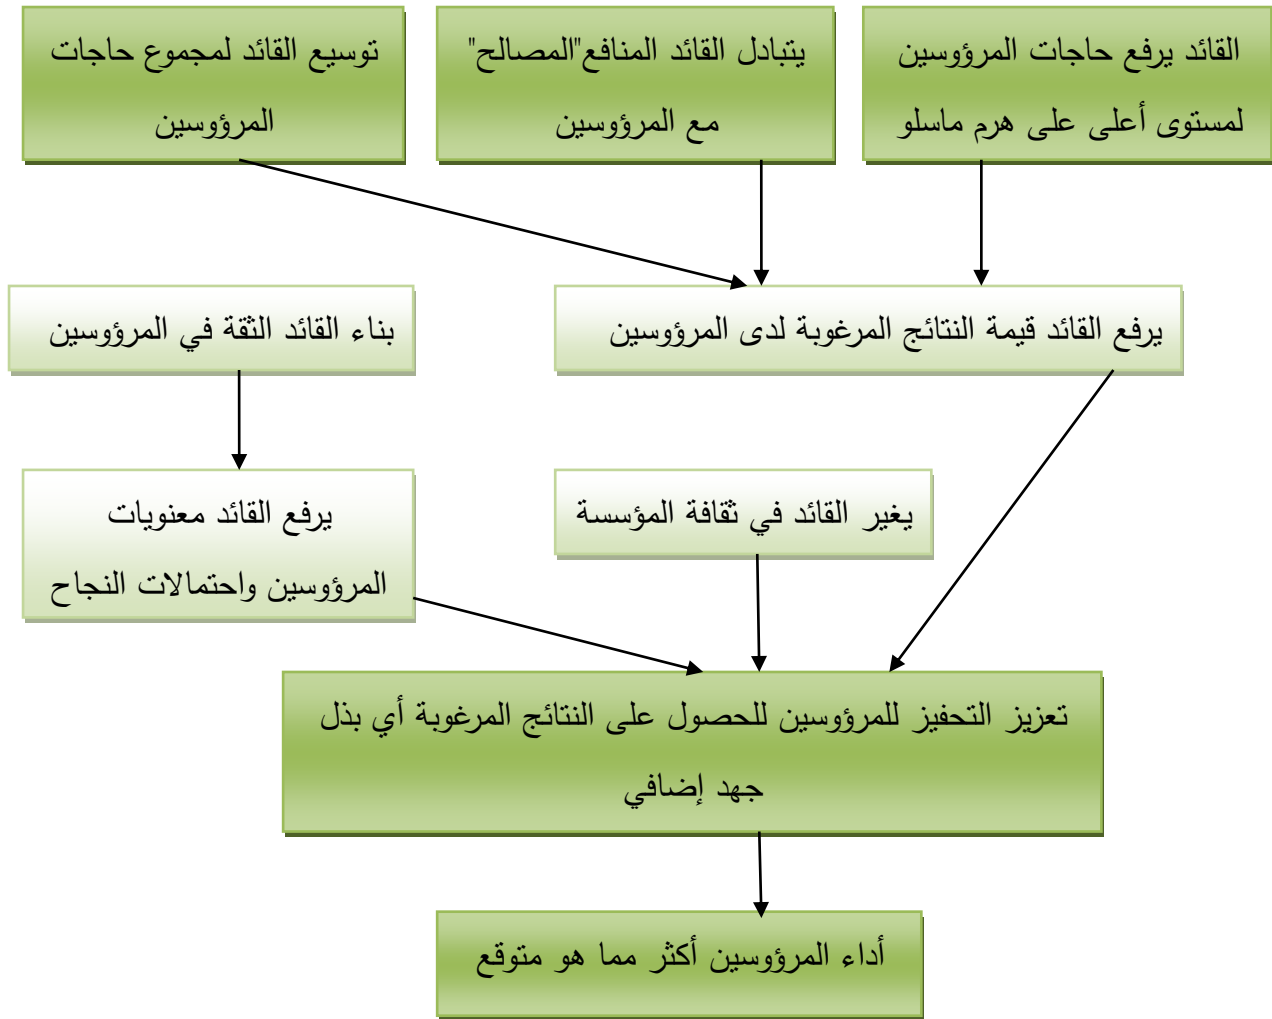 القائد يرفع حاجات المرؤوسين
لمستوى أعلى على هرم ماسلو
يتبادل القائد المنافع"المصالح"
مع المرؤوسين
توسيع القائد لمجموع حاجات
المرؤوسين
يرفع القائد قيمة النتائج المرغوبة لدى المرؤوسين
بناء القائد الثقة في المرؤوسين
يغير القائد في ثقافة المؤسسة
يرفع القائد معنويات
المرؤوسين واحتمالات النجاح
تعزيز التحفيز للمرؤوسين للحصول على النتائج المرغوبة أي بذل
جهد إضافي
أداء المرؤوسين أكثر مما هو متوقع